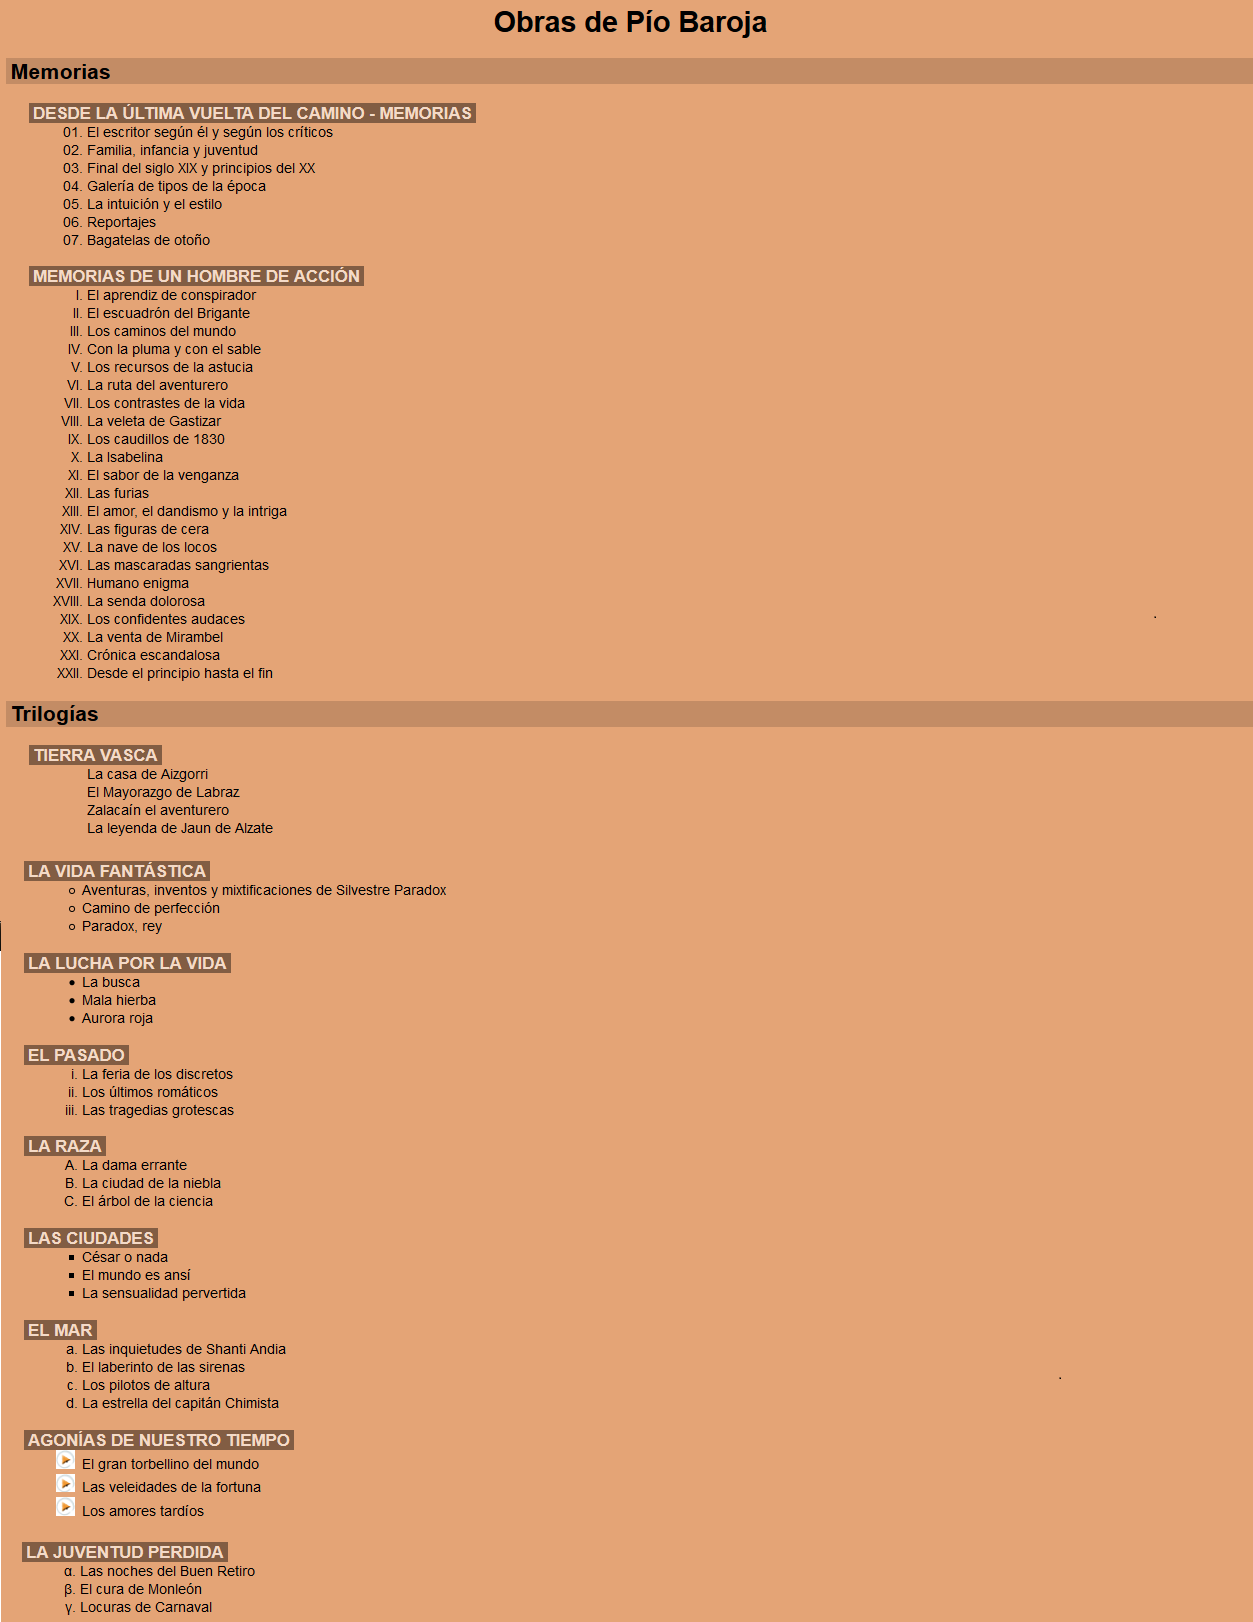 Obras de Pío Baroja
Memorias
DESDE LA ÚLTIMA VUELTA DEL CAMINO - MEMORIAS
01. El escritor según él y según los críticos
02. Familia, infancia y juventud
03. Final del siglo XIX y principios del XX
04. Galería de tipos de la época
05. La intuición y el estilo
06. Reportajes
07. Bagatelas de otoño
MEMORIAS DE UN HOMBRE DE ACCIÓN
I. El aprendiz de conspirador
II. El escuadrón del Brigante
III. Los caminos del mundo
IV. Con la pluma y con el sable
V. Los recursos de la astucia
VI. La ruta del aventurero
VII. Los contrastes de la vida
VIII. La veleta de Gastizar
IX. Los caudillos de 1830
X. La Isabelina
XI. El sabor de la venganza
XII. Las furias
XIII. El amor, el dandismo y la intriga
XIV. Las figuras de cera
XV. La nave de los locos
XVI. Las mascaradas sangrientas
XVII. Humano enigma
XVIII. La senda dolorosa
XIX. Los confidentes audaces
XX. La venta de Mirambel
XXI. Crónica escandalosa
XXII. Desde el principio hasta el fin
Trilogías
TIERRA VASCA
La casa de Aizgorri
El Mayorazgo de Labraz
Zalacaín el aventurero
La leyenda de Jaun de Alzate
LA VIDA FANTÁSTICA
Aventuras, inventos y mixtificaciones de Silvestre Paradox
Camino de perfección
Paradox, rey
LA LUCHA POR LA VIDA
La busca
Mala hierba
Aurora roja
EL PASADO
i. La feria de los discretos
ii. Los últimos romáticos
iii. Las tragedias grotescas
LA RAZA
A. La dama errante
B. La ciudad de la niebla
C. El árbol de la ciencia
LAS CIUDADES
César o nada
El mundo es ansí
La sensualidad pervertida
EL MAR
a. Las inquietudes de Shanti Andia
b. El laberinto de las sirenas
c. Los pilotos de altura
d. La estrella del capitán Chimista
AGONÍAS DE NUESTRO TIEMPO
El gran torbellino del mundo
Las veleidades de la fortuna
Los amores tardíos
LA JUVENTUD PERDIDA
α. Las noches del Buen Retiro
β. El cura de Monleón
γ. Locuras de Carnaval